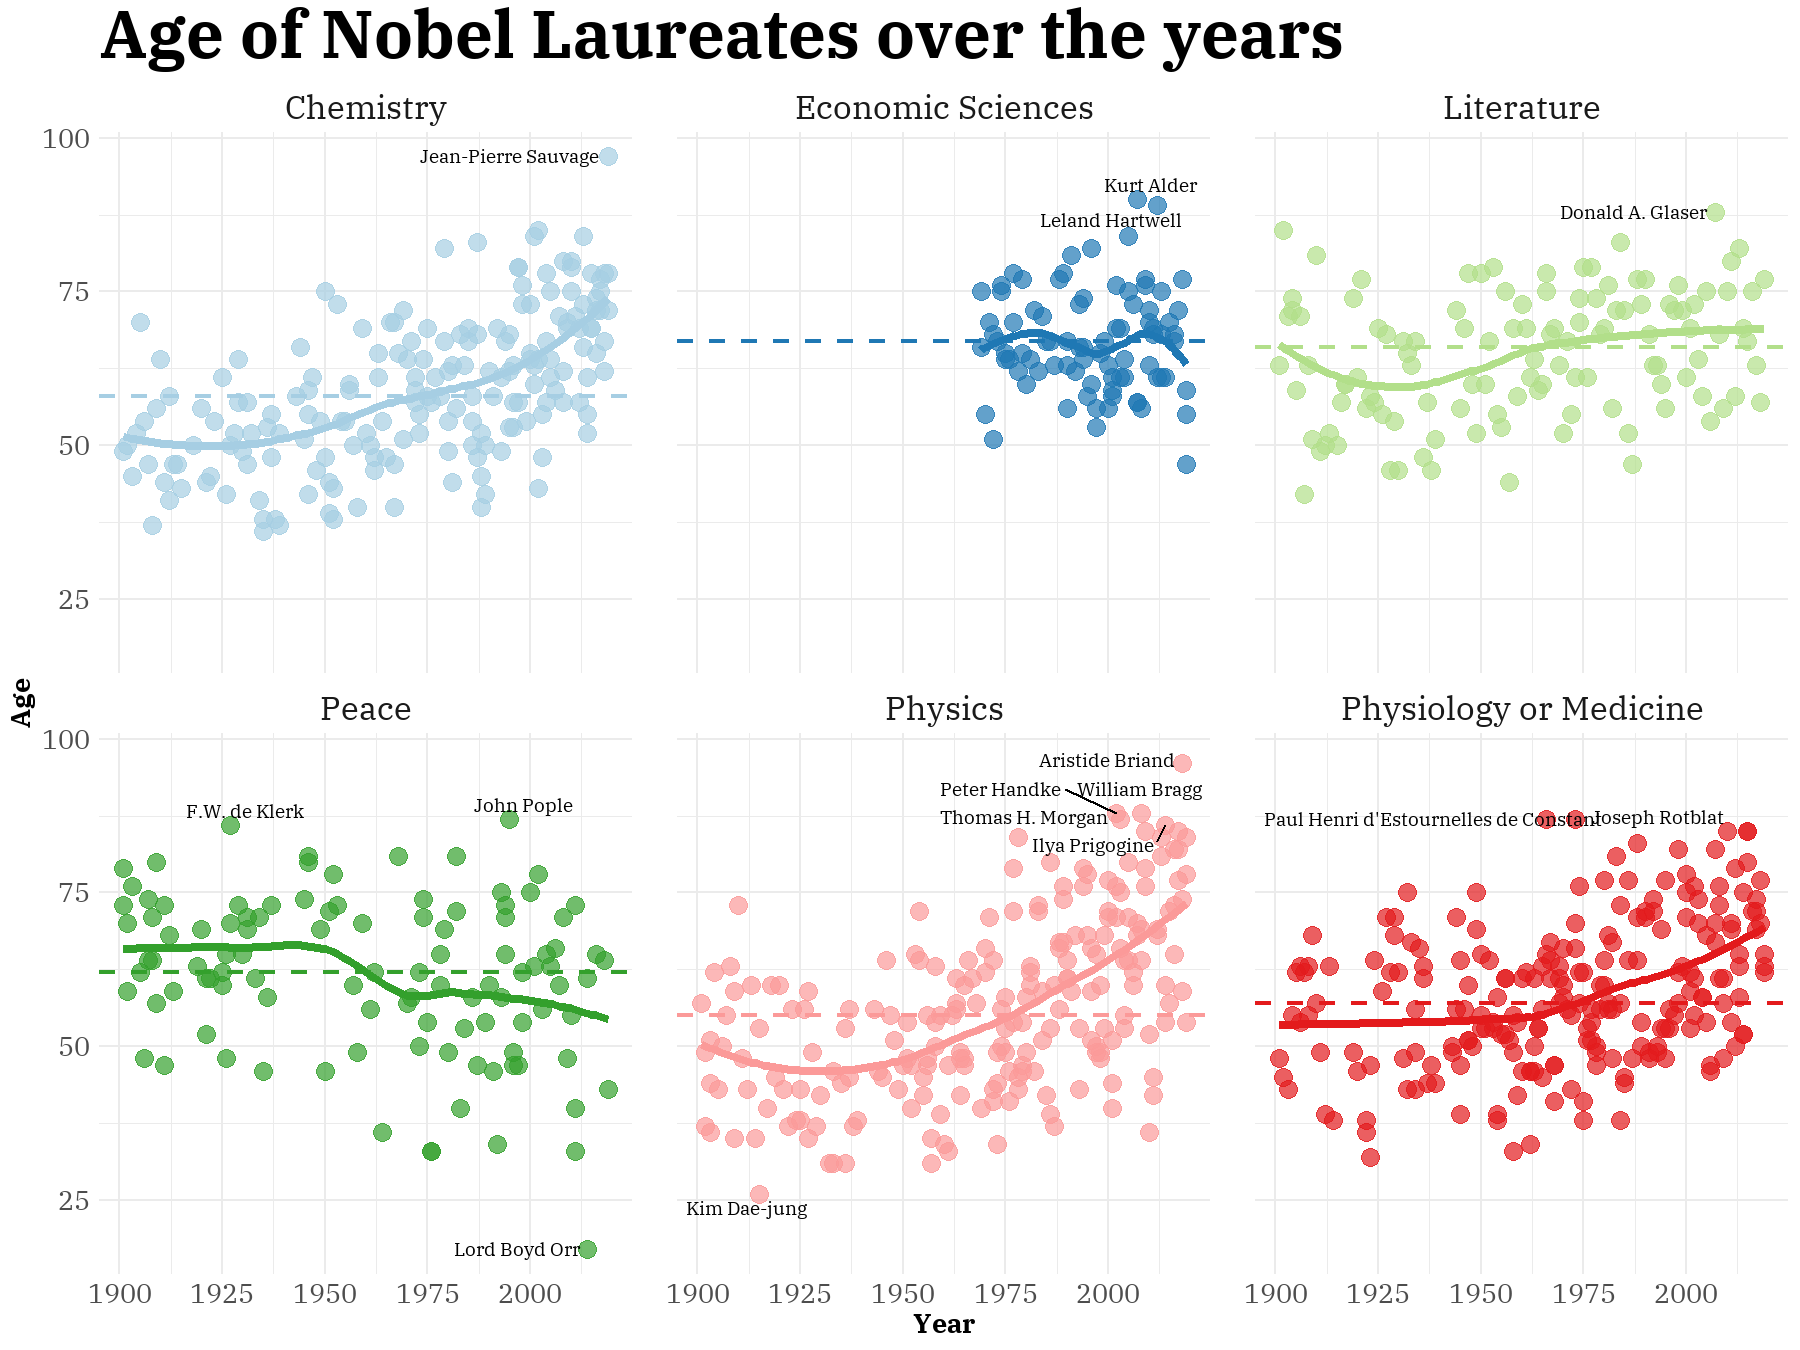 Age of Nobel Laureates over the years
Chemistry
Economic Sciences
Literature
100
75
50
25
Jean-Pierre Sauvage
Kurt Alder
Leland Hartwell
Donald A. Glaser
Age
Peace
Physics
Physiology or Medicine
100
75
50
25
F.W. de Klerk
John Pople
Lord Boyd Orr
Aristide Briand
Peter Handke
William Bragg
Thomas H. Morgan
Ilya Prigogine
Kim Dae-jung
Paul Henri d'Estournelles de Constant
Joseph Rotblat
1900 1925 1950 1975 2000
1900 1925 1950 1975 2000
1900 1925 1950 1975 2000
Year